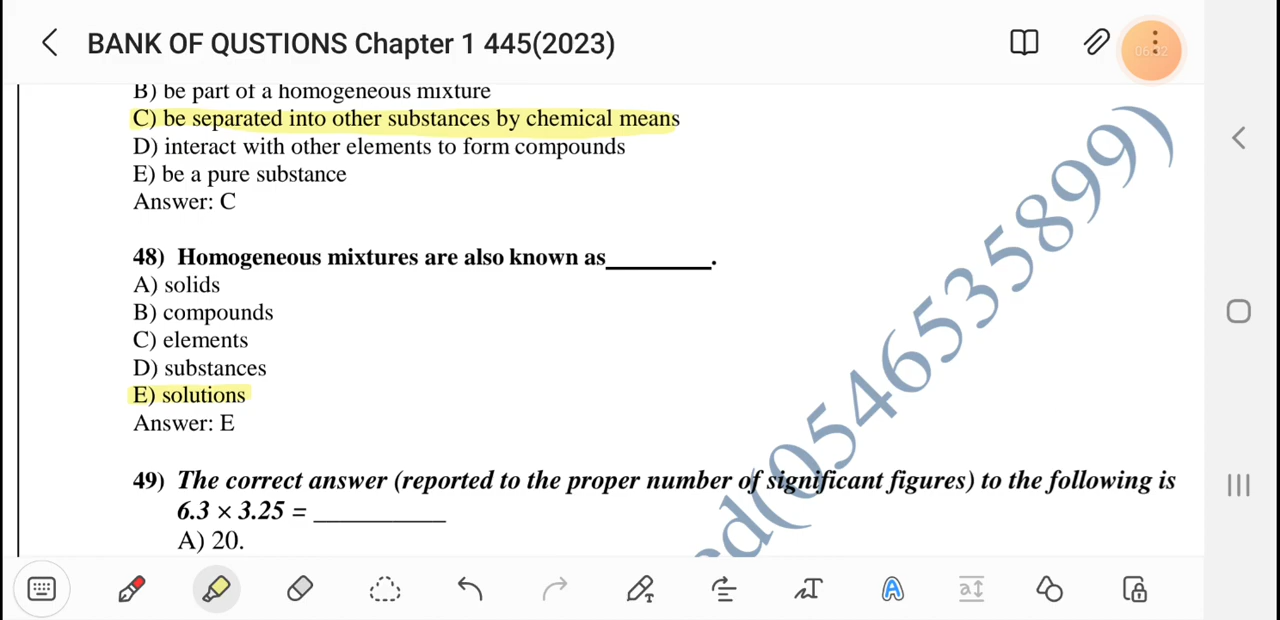 BANK OF QUSTIONS Chapter 1 445(2023)
06:12
B) be part of a homogeneous mixture
C) be separated into other substances by chemical means
D) interact with other elements to form compounds
E) be a pure substance
Answer: C
48) Homogeneous mixtures are also known as_________.
A) solids
B) compounds
C) elements
D) substances
E) solutions
Answer: E
49) The correct answer (reported to the proper number of significant figures) to the following is
6.3 × 3.25 = __________
A) 20.
d(0546535899)